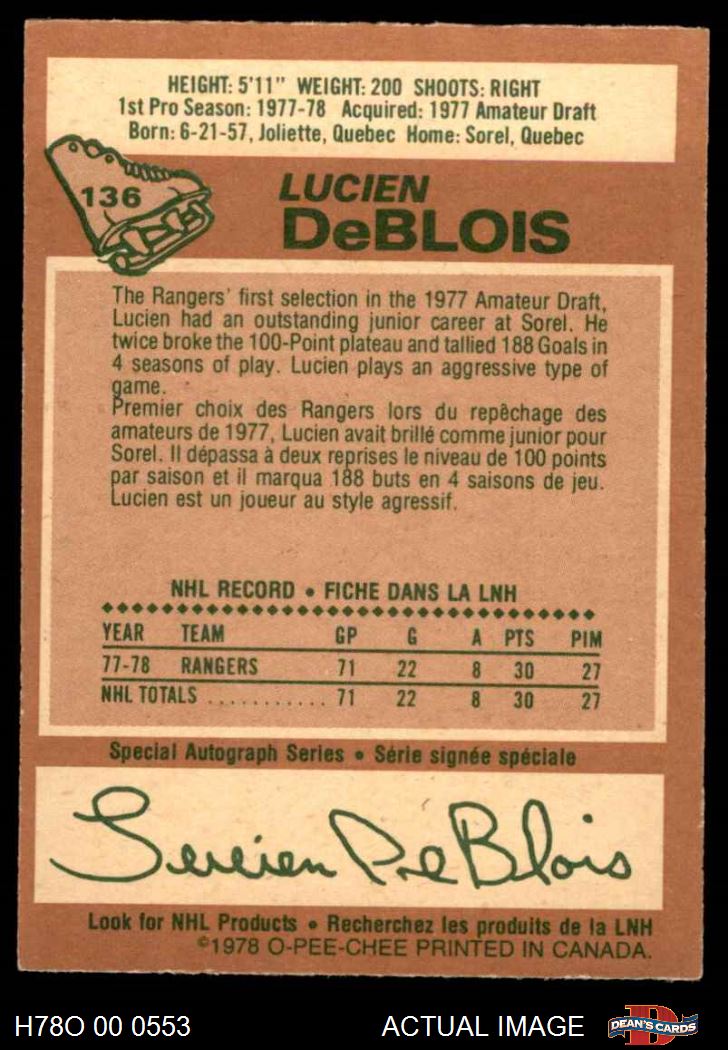 HEIGHT: 5'11" WEIGHT: 200 SHOOTS: RIGHT
1st Pro Season: 1977-78 Acquired: 1977 Amateur Draft
Born: 6-21-57, Joliette, Quebec Home: Sorel, Quebec
136
LUCIEN
DeBLOIS
The Rangers' first selection in the 1977 Amateur Draft,
Lucien had an outstanding junior career at Sorel. He
twice broke the 100-Point plateau and tallied 188 Goals in
4 seasons of play. Lucien plays an aggressive type of
game.
Premier choix des Rangers lors du repêchage des
amateurs de 1977, Lucien avait brillé comme junior pour
Sorel. Il dépassa à deux reprises le niveau de 100 points
par saison et il marqua 188 buts en 4 saisons de jeu.
Lucien est un joueur au style agressif.
NHL RECORD • FICHE DANS LA LNH
YEAR TEAM GP G A PTS PIM
77-78 RANGERS 71 22 8 30 27
NHL TOTALS ........... 71 22 8 30 27
Special Autograph Series • Série signée spéciale
Lucien DeBlois
Look for NHL Products • Recherchez les produits de la LNH
©1978 O-PEE-CHEE PRINTED IN CANADA.
H78O 00 0553 ACTUAL IMAGE D DEAN'S CARDS